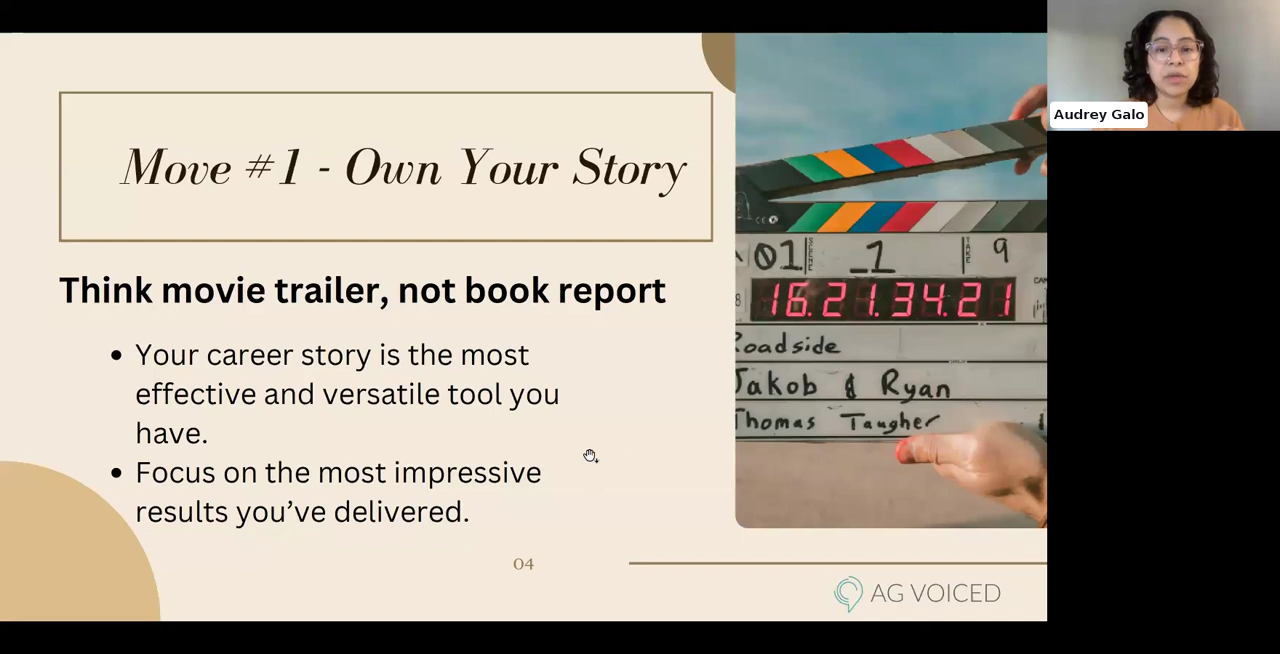 Move #1 - Own Your Story
Think movie trailer, not book report
Your career story is the most
effective and versatile tool you
have.
Focus on the most impressive
results you’ve delivered.
04
AG VOICED
01
SCENE
1
TAKE
9
16.21.34.21
Roadside
Jakob & Ryan
Thomas Taugher
Audrey Galo